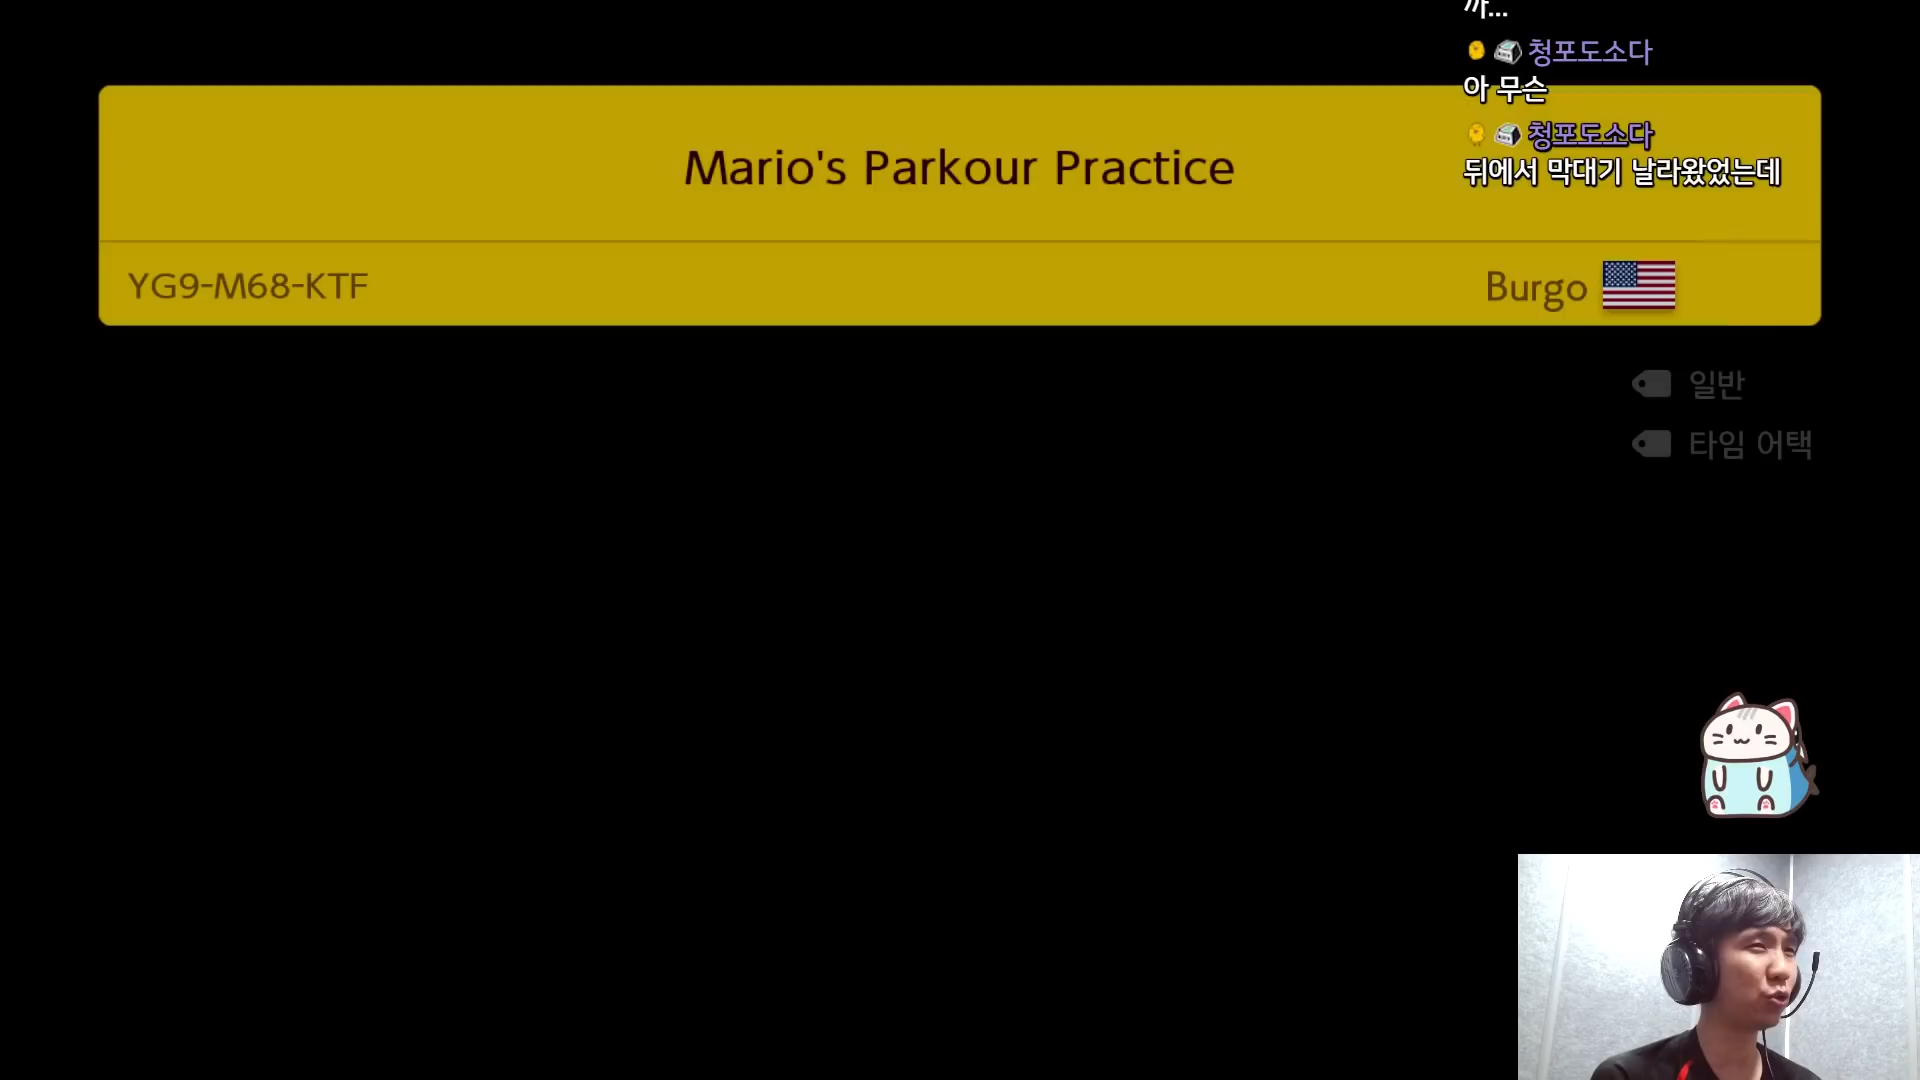 까...
청포도소다
아 무슨
청포도소다
뒤에서 막대기 날라왔었는데
Mario's Parkour Practice
YG9-M68-KTF
Burgo
일반
타임 어택